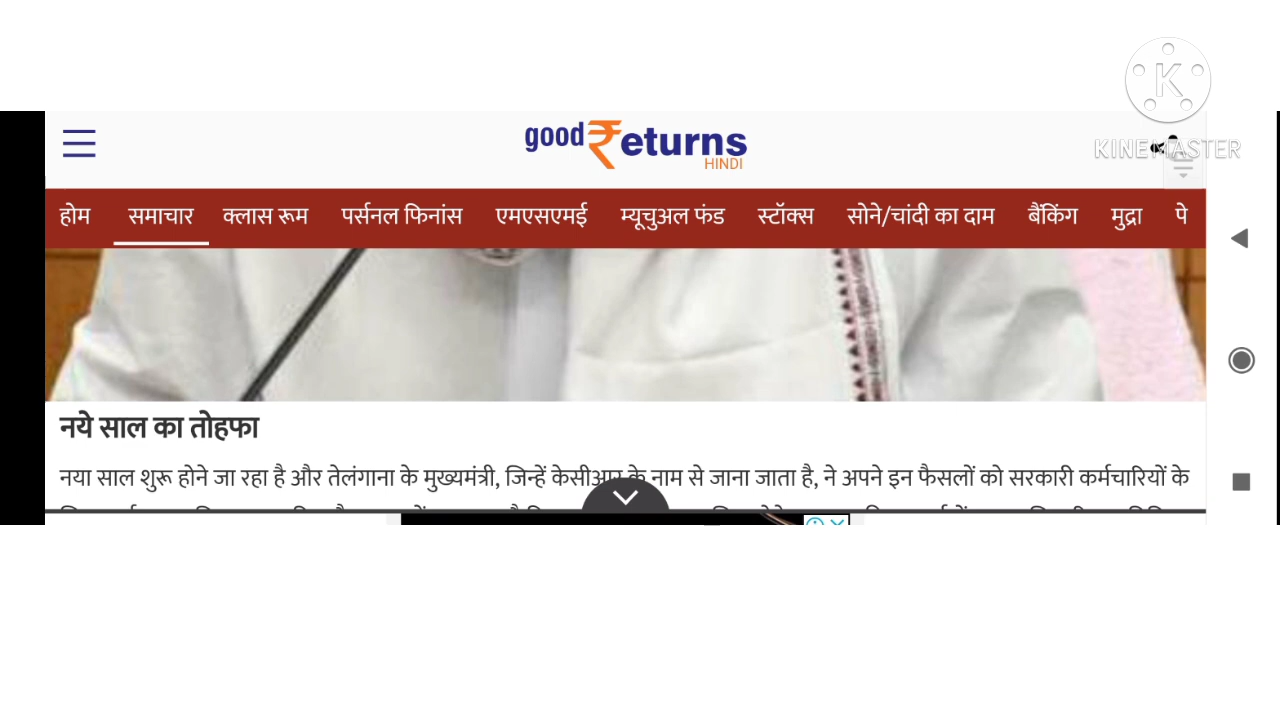 K
KINEMASTER
good ₹eturns
HINDI
होम समाचार क्लास रूम पर्सनल फिनांस एमएसएमई म्यूचुअल फंड स्टॉक्स सोने/चांदी का दाम बैंकिंग मुद्रा पे
नये साल का तोहफा
नया साल शुरू होने जा रहा है और तेलंगाना के मुख्यमंत्री, जिन्हें केसीआर के नाम से जाना जाता है, ने अपने इन फैसलों को सरकारी कर्मचारियों के